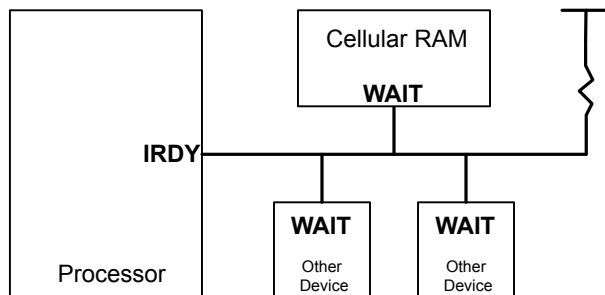 Cellular RAM
WAIT
IRDY
WAIT
WAIT
Other
Device
Other
Device
Processor